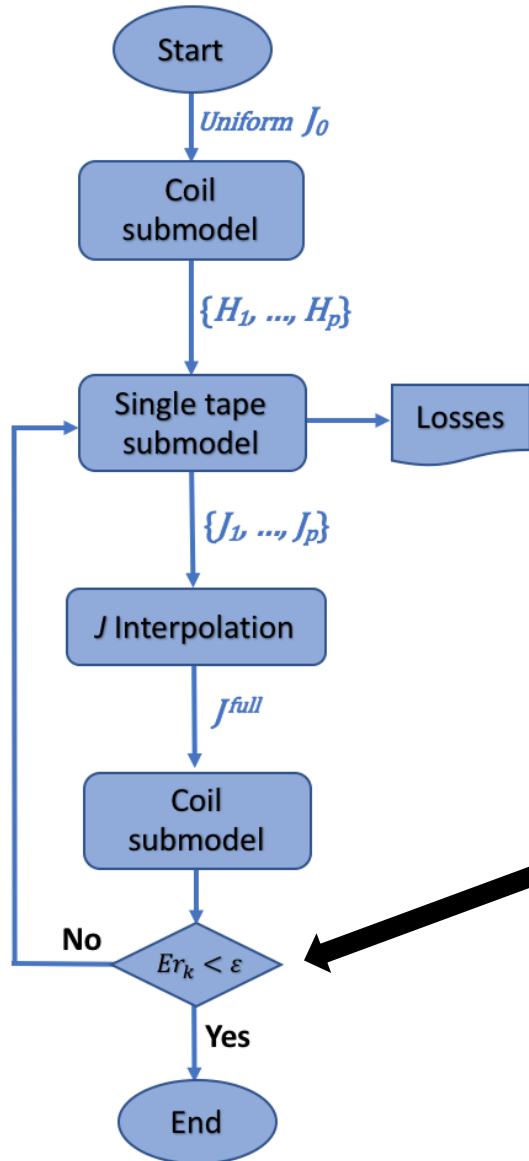 Start
Uniform J₀
Coil
submodel
{H₁, ..., Hₚ}
Single tape
submodel
Losses
{J₁, ..., Jₚ}
J Interpolation
J^full
Coil
submodel
No
Erₖ < ε
Yes
End